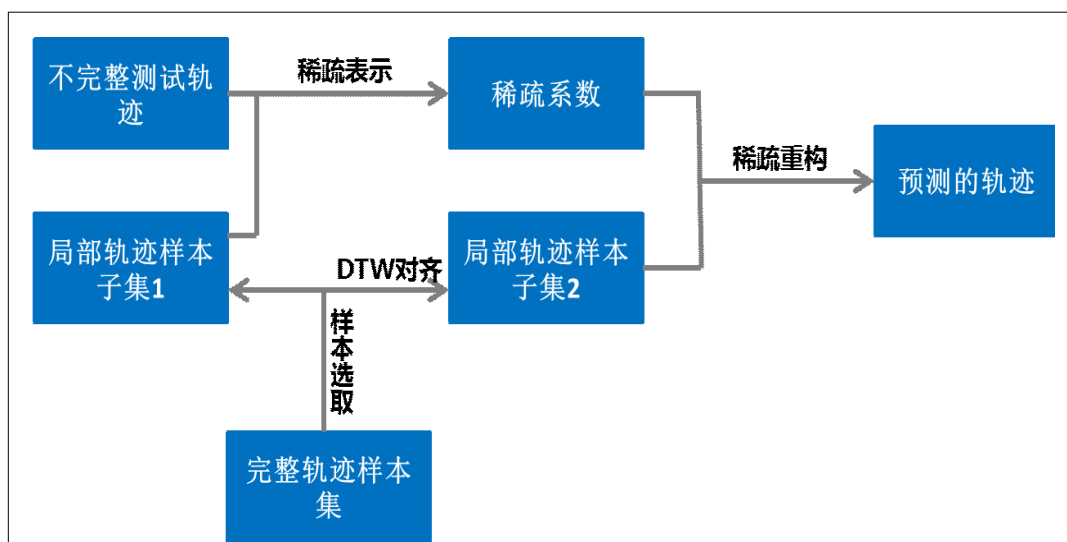 不完整测试轨
迹
稀疏表示
稀疏系数
稀疏重构
预测的轨迹
局部轨迹样本
子集1
DTW对齐
局部轨迹样本
子集2
样本选取
完整轨迹样本
集